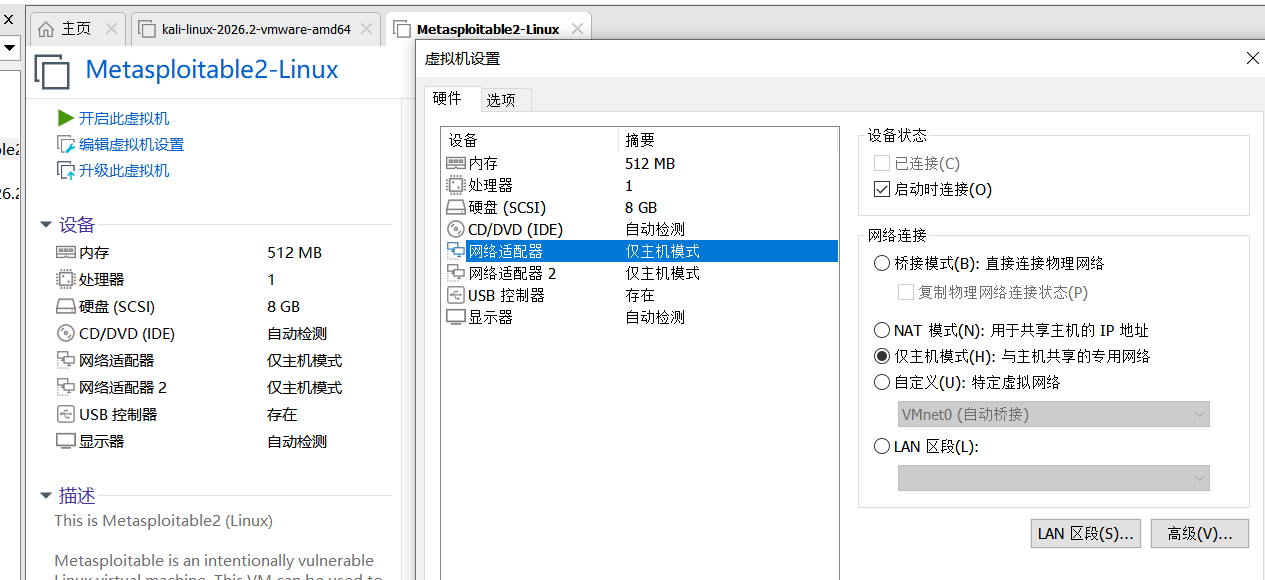 主页
kali-linux-2026.2-vmware-amd64
Metasploitable2-Linux
Metasploitable2-Linux
开启此虚拟机
编辑虚拟机设置
升级此虚拟机
设备
内存 512 MB
处理器 1
硬盘 (SCSI) 8 GB
CD/DVD (IDE) 自动检测
网络适配器 仅主机模式
网络适配器 2 仅主机模式
USB 控制器 存在
显示器 自动检测
描述
This is Metasploitable2 (Linux)
Metasploitable is an intentionally vulnerable
Linux virtual machine. This VM can be used to
虚拟机设置
硬件 选项
设备 摘要
内存 512 MB
处理器 1
硬盘 (SCSI) 8 GB
CD/DVD (IDE) 自动检测
网络适配器 仅主机模式
网络适配器 2 仅主机模式
USB 控制器 存在
显示器 自动检测
设备状态
已连接(C)
启动时连接(O)
网络连接
桥接模式(B): 直接连接物理网络
复制物理网络连接状态(P)
NAT 模式(N): 用于共享主机的 IP 地址
仅主机模式(H): 与主机共享的专用网络
自定义(U): 特定虚拟网络
VMnet0 (自动桥接)
LAN 区段(L):
LAN 区段(S)... 高级(V)...